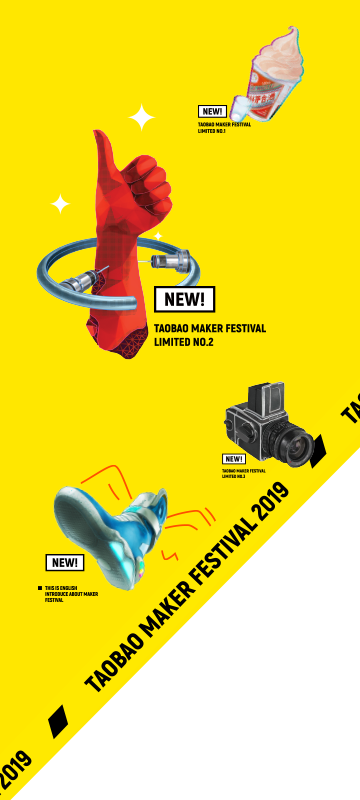 NEW!
TAOBAO MAKER FESTIVAL
LIMITED NO.1
NEW!
TAOBAO MAKER FESTIVAL
LIMITED NO.2
NEW!
TAOBAO MAKER FESTIVAL
LIMITED NO.3
TAO
NEW!
THIS IS ENGLISH
INTRODUCE ABOUT MAKER
FESTIVAL
TAOBAO MAKER FESTIVAL 2019
2019